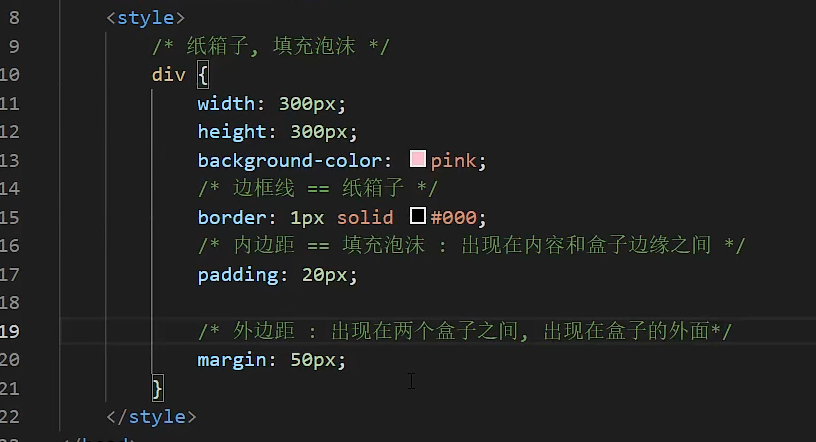 8 <style>
9 /* 纸箱子, 填充泡沫 */
10 div {
11 width: 300px;
12 height: 300px;
13 background-color: pink;
14 /* 边框线 == 纸箱子 */
15 border: 1px solid #000;
16 /* 内边距 == 填充泡沫 : 出现在内容和盒子边缘之间 */
17 padding: 20px;
18
19 /* 外边距 : 出现在两个盒子之间, 出现在盒子的外面*/
20 margin: 50px;
21 }
22 </style>